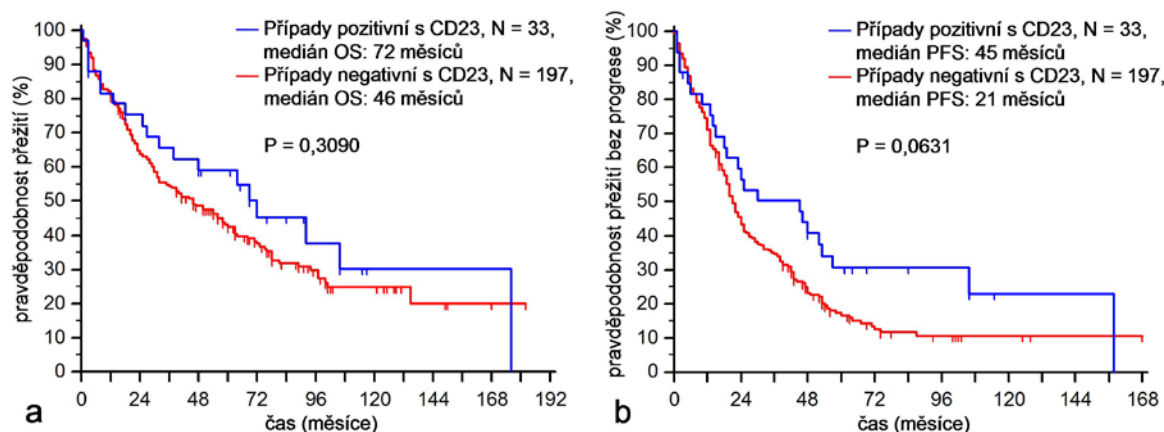 pravděpodobnost přežití (%)
100
90
80
70
60
50
40
30
20
10
0
Případy pozitivní s CD23, N = 33,
medián OS: 72 měsíců
Případy negativní s CD23, N = 197,
medián OS: 46 měsíců
P = 0,3090
0 24 48 72 96 120 144 168 192
čas (měsíce)
a
pravděpodobnost přežití bez progrese (%)
100
90
80
70
60
50
40
30
20
10
0
Případy pozitivní s CD23, N = 33,
medián PFS: 45 měsíců
Případy negativní s CD23, N = 197,
medián PFS: 21 měsíců
P = 0,0631
0 24 48 72 96 120 144 168
čas (měsíce)
b